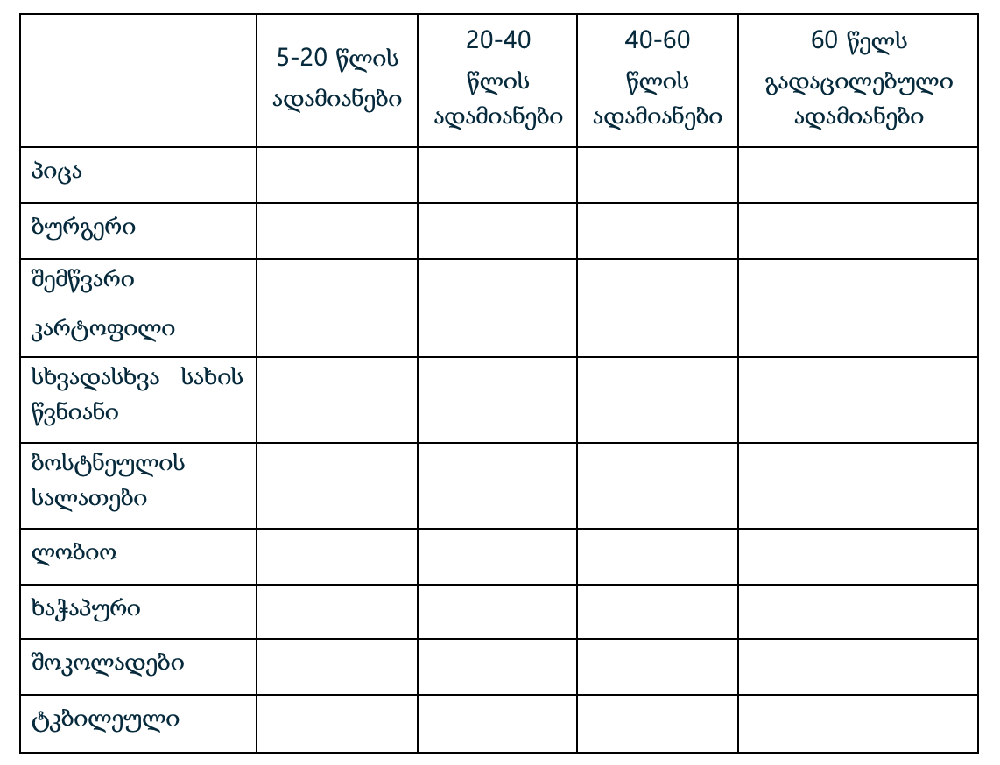 5-20 წლის
ადამიანები
20-40
წლის
ადამიანები
40-60
წლის
ადამიანები
60 წელს
გადაცილებული
ადამიანები
პიცა
ბურგერი
შემწვარი
კარტოფილი
სხვადასხვა სახის
წვნიანი
ბოსტნეულის
სალათები
ლობიო
ხაჭაპური
შოკოლადები
ტკბილეული